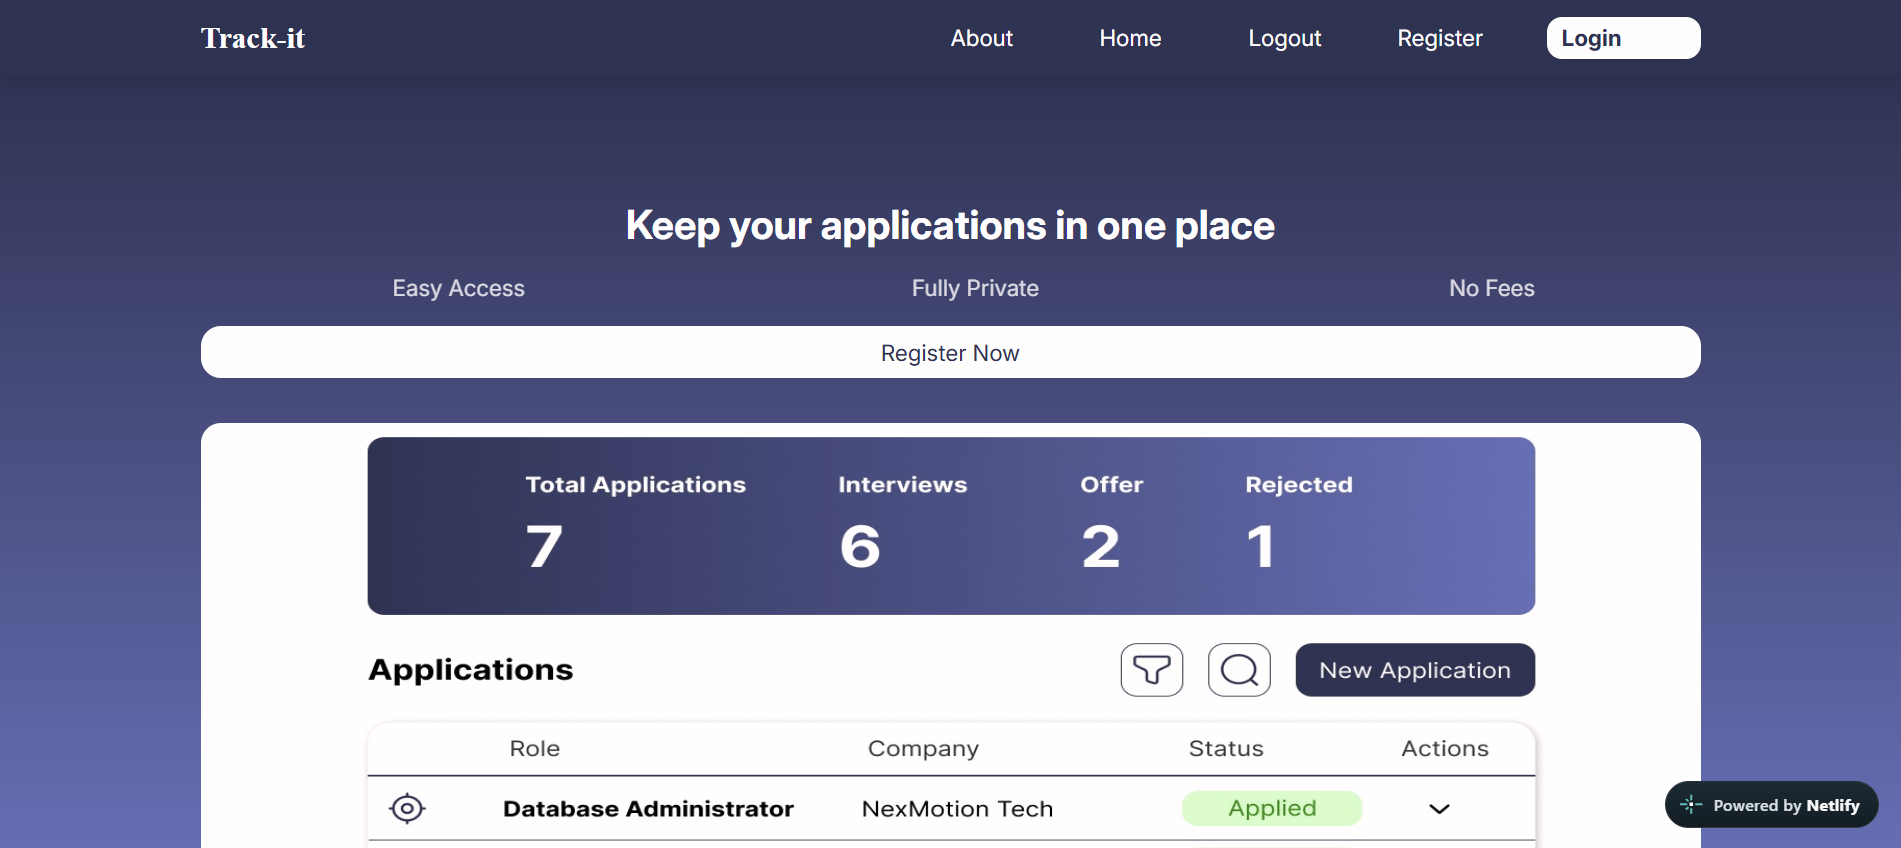 Track-it
About Home Logout Register Login
Keep your applications in one place
Easy Access Fully Private No Fees
Register Now
Total Applications Interviews Offer Rejected
7 6 2 1
Applications New Application
Role Company Status Actions
Database Administrator NexMotion Tech Applied
Powered by Netlify